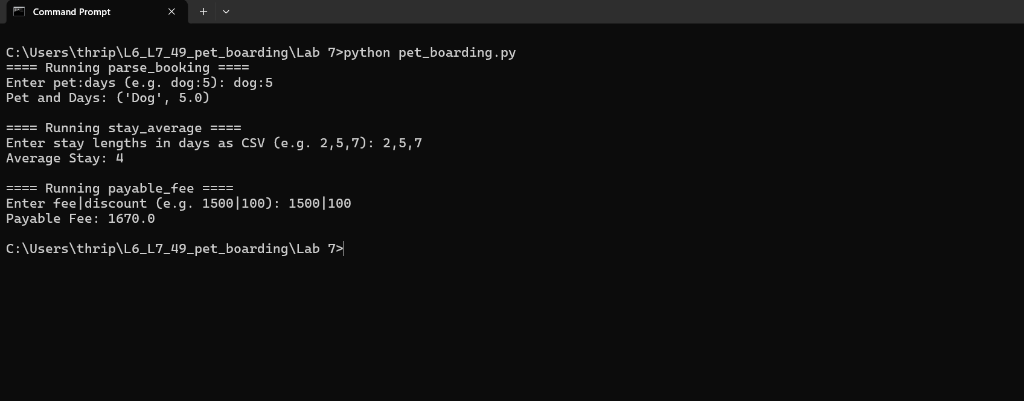 Command Prompt
C:\Users\thrip\L6_L7_49_pet_boarding\Lab 7>python pet_boarding.py
==== Running parse_booking ====
Enter pet:days (e.g. dog:5): dog:5
Pet and Days: ('Dog', 5.0)
==== Running stay_average ====
Enter stay lengths in days as CSV (e.g. 2,5,7): 2,5,7
Average Stay: 4
==== Running payable_fee ====
Enter fee|discount (e.g. 1500|100): 1500|100
Payable Fee: 1670.0
C:\Users\thrip\L6_L7_49_pet_boarding\Lab 7>